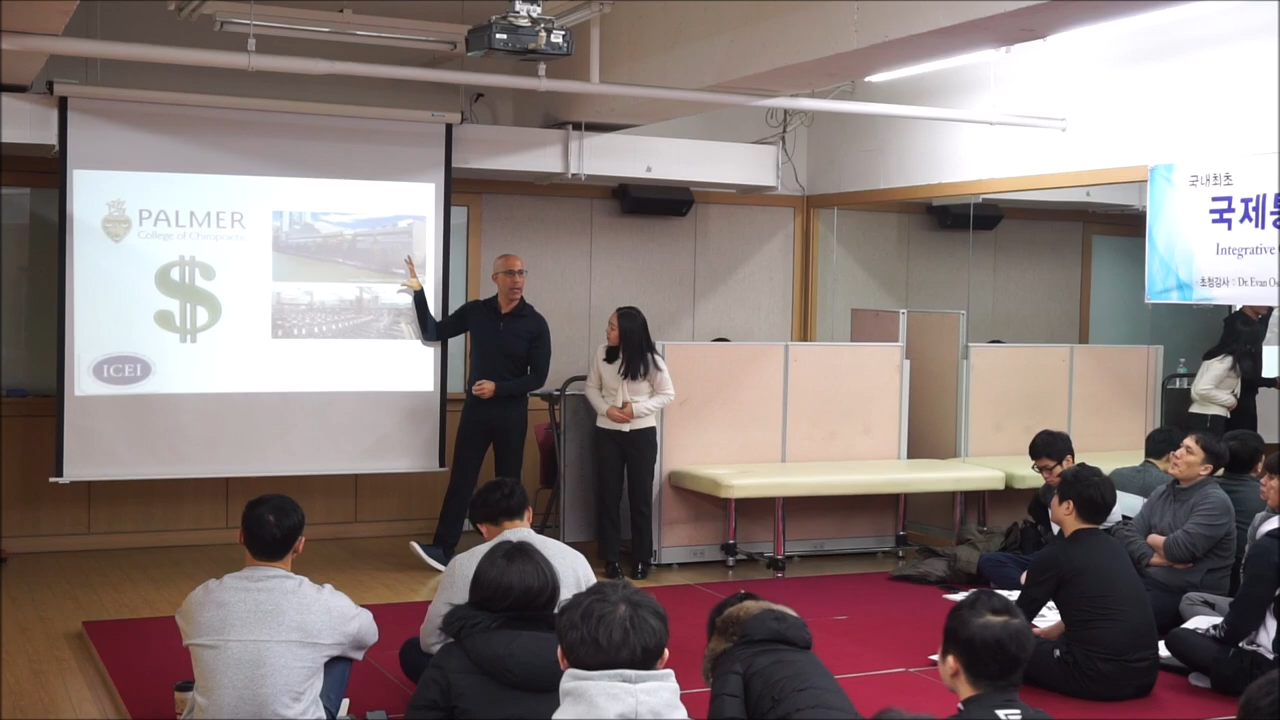 PALMER
College of Chiropractic
$
ICEI
국내최초
국제
Integrative
초청강사 : Dr. Evan